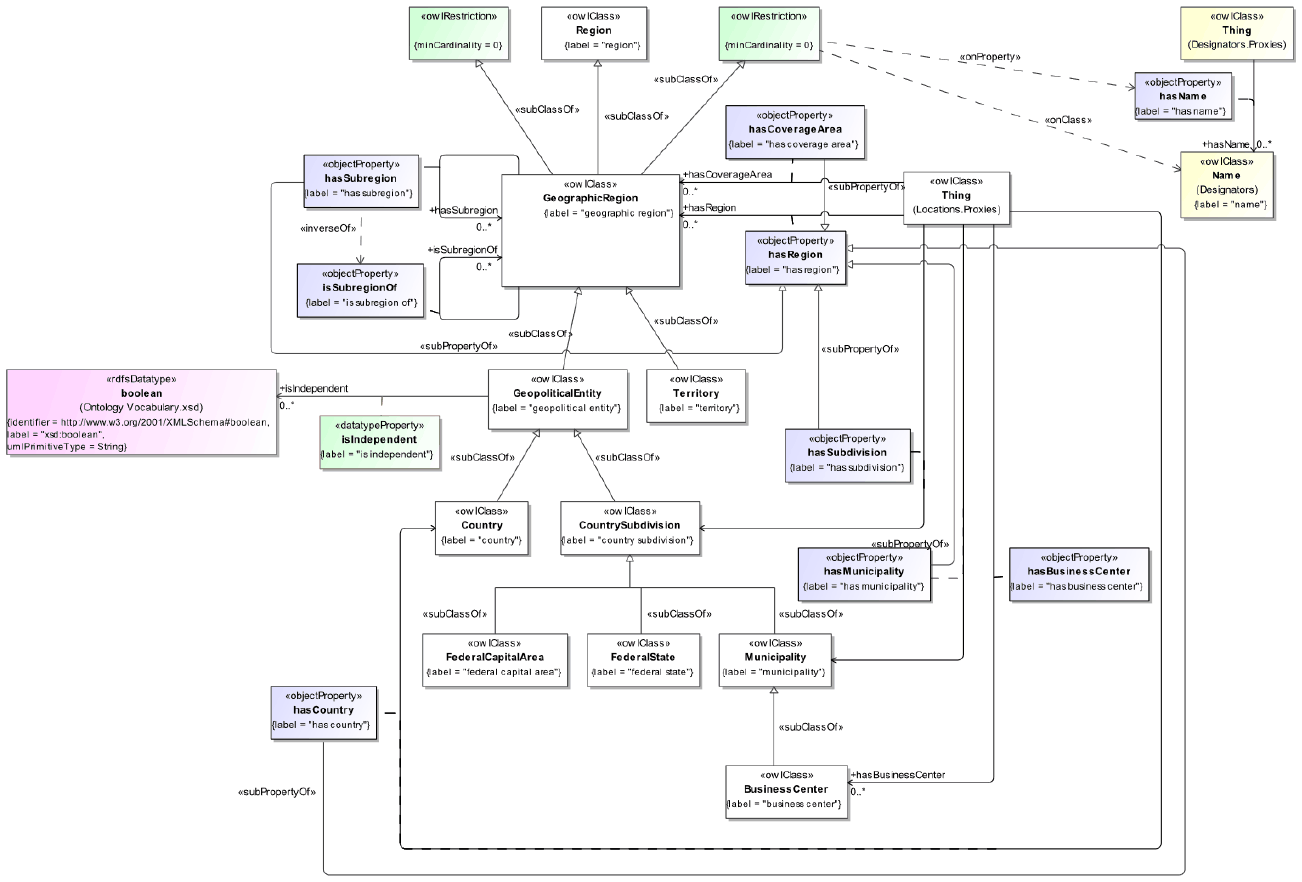 «owlRestriction»
{minCardinality = 0}
«owlClass»
Region
{label = "region"}
«owlRestriction»
{minCardinality = 0}
«owlClass»
Thing
(Designators.Proxies)
«subClassOf»
«subClassOf»
«subClassOf»
«onProperty»
«onClass»
«objectProperty»
hasName
{label = "has name"}
+hasName
0..*
«owlClass»
Name
(Designators)
{label = "name"}
«objectProperty»
hasCoverageArea
{label = "has coverage area"}
«objectProperty»
hasSubregion
{label = "has subregion"}
«inverseOf»
«objectProperty»
isSubregionOf
{label = "is subregion of"}
+hasSubregion
0..*
+isSubregionOf
0..*
«owlClass»
GeographicRegion
{label = "geographic region"}
+hasCoverageArea
0..*
+hasRegion
0..*
«subPropertyOf»
«owlClass»
Thing
(Locations.Proxies)
«objectProperty»
hasRegion
{label = "has region"}
«subClassOf»
«subClassOf»
«subPropertyOf»
«subPropertyOf»
«rdfsDatatype»
boolean
(Ontology Vocabulary.xsd)
{identifier = http://www.w3.org/2001/XMLSchema#boolean,
label = "xsd:boolean",
umlPrimitiveType = String}
+isIndependent
0..*
«datatypeProperty»
isIndependent
{label = "is independent"}
«owlClass»
GeopoliticalEntity
{label = "geopolitical entity"}
«owlClass»
Territory
{label = "territory"}
«objectProperty»
hasSubdivision
{label = "has subdivision"}
«subClassOf»
«subClassOf»
«owlClass»
Country
{label = "country"}
«owlClass»
CountrySubdivision
{label = "country subdivision"}
«subPropertyOf»
«objectProperty»
hasMunicipality
{label = "has municipality"}
«objectProperty»
hasBusinessCenter
{label = "has business center"}
«subClassOf»
«subClassOf»
«subClassOf»
«owlClass»
FederalCapitalArea
{label = "federal capital area"}
«owlClass»
FederalState
{label = "federal state"}
«owlClass»
Municipality
{label = "municipality"}
«objectProperty»
hasCountry
{label = "has country"}
«subClassOf»
«owlClass»
BusinessCenter
{label = "business center"}
+hasBusinessCenter
0..*
«subPropertyOf»